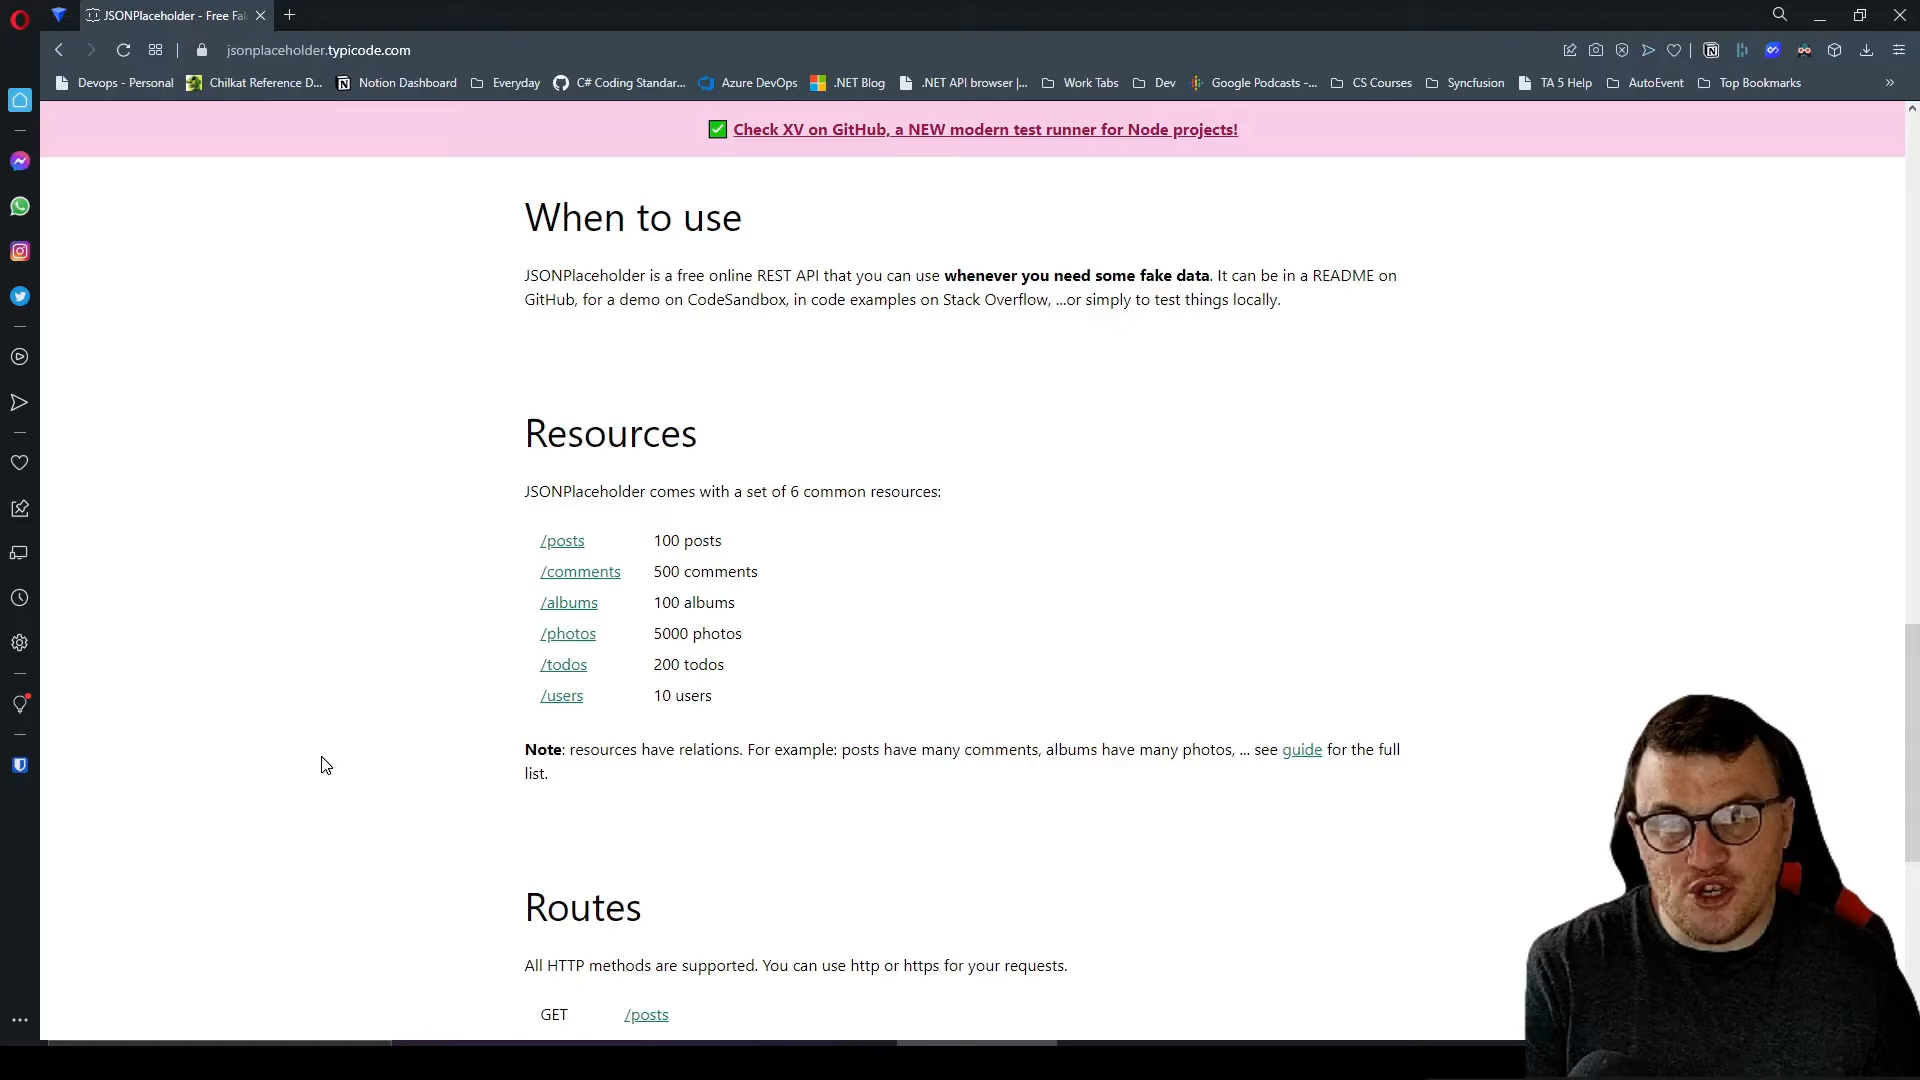 JSONPlaceholder - Free Fa
jsonplaceholder.typicode.com
Devops - Personal
Chilkat Reference D...
Notion Dashboard
Everyday
C# Coding Standar...
Azure DevOps
.NET Blog
.NET API browser |...
Work Tabs
Dev
Google Podcasts -...
CS Courses
Syncfusion
TA 5 Help
AutoEvent
Top Bookmarks
Check XV on GitHub, a NEW modern test runner for Node projects!
When to use
JSONPlaceholder is a free online REST API that you can use whenever you need some fake data. It can be in a README on
GitHub, for a demo on CodeSandbox, in code examples on Stack Overflow, ...or simply to test things locally.
Resources
JSONPlaceholder comes with a set of 6 common resources:
/posts 100 posts
/comments 500 comments
/albums 100 albums
/photos 5000 photos
/todos 200 todos
/users 10 users
Note: resources have relations. For example: posts have many comments, albums have many photos, ... see guide for the full
list.
Routes
All HTTP methods are supported. You can use http or https for your requests.
GET /posts